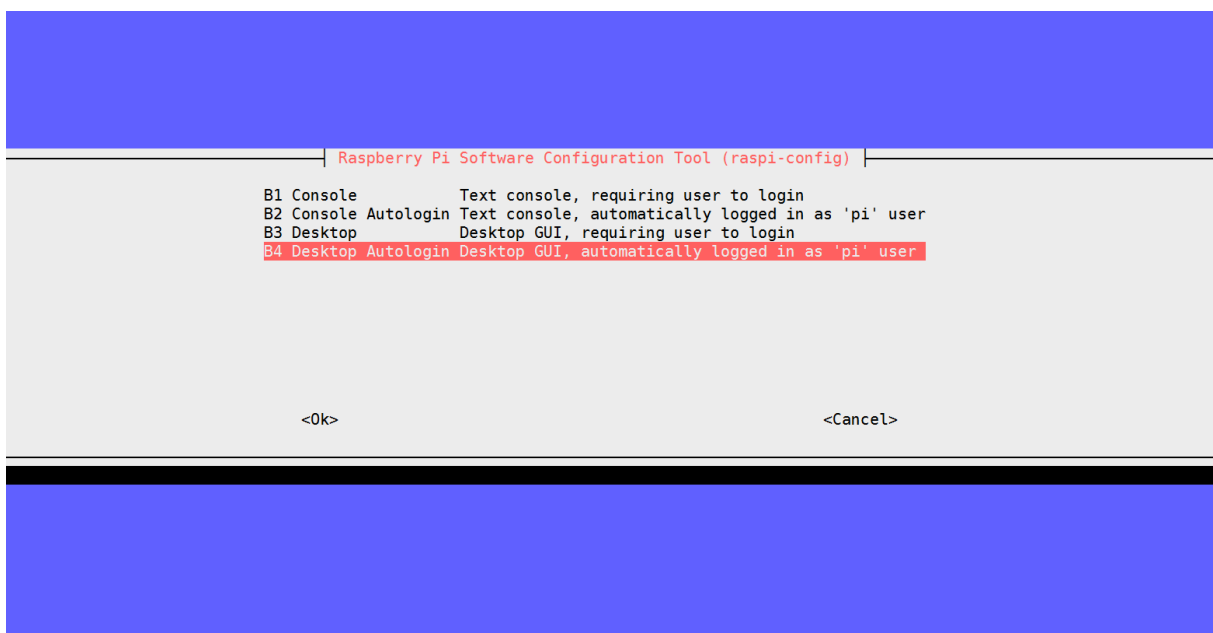 Raspberry Pi Software Configuration Tool (raspi-config)
B1 Console Text console, requiring user to login
B2 Console Autologin Text console, automatically logged in as 'pi' user
B3 Desktop Desktop GUI, requiring user to login
B4 Desktop Autologin Desktop GUI, automatically logged in as 'pi' user
<Ok> <Cancel>